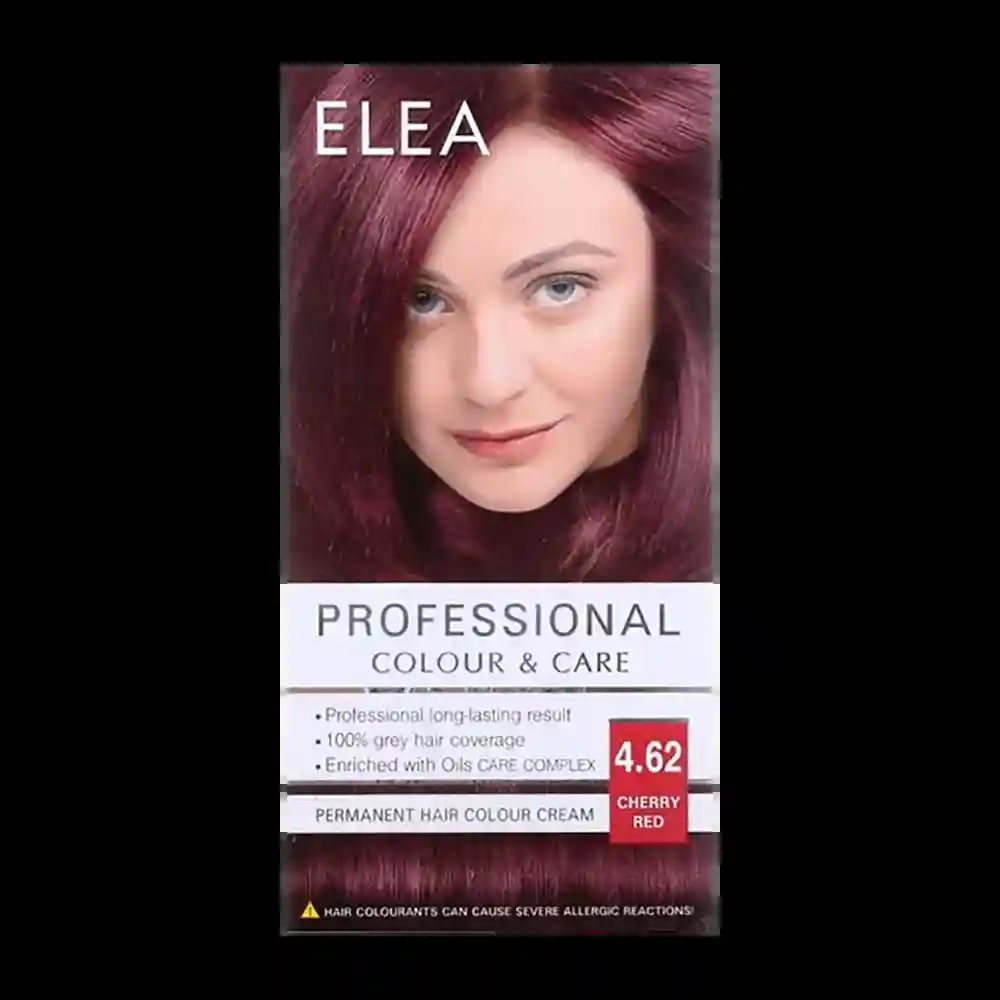 ELEA
PROFESSIONAL
COLOUR & CARE
• Professional long-lasting result
• 100% grey hair coverage
• Enriched with Oils CARE COMPLEX
4.62
CHERRY
RED
PERMANENT HAIR COLOUR CREAM
HAIR COLOURANTS CAN CAUSE SEVERE ALLERGIC REACTIONS!